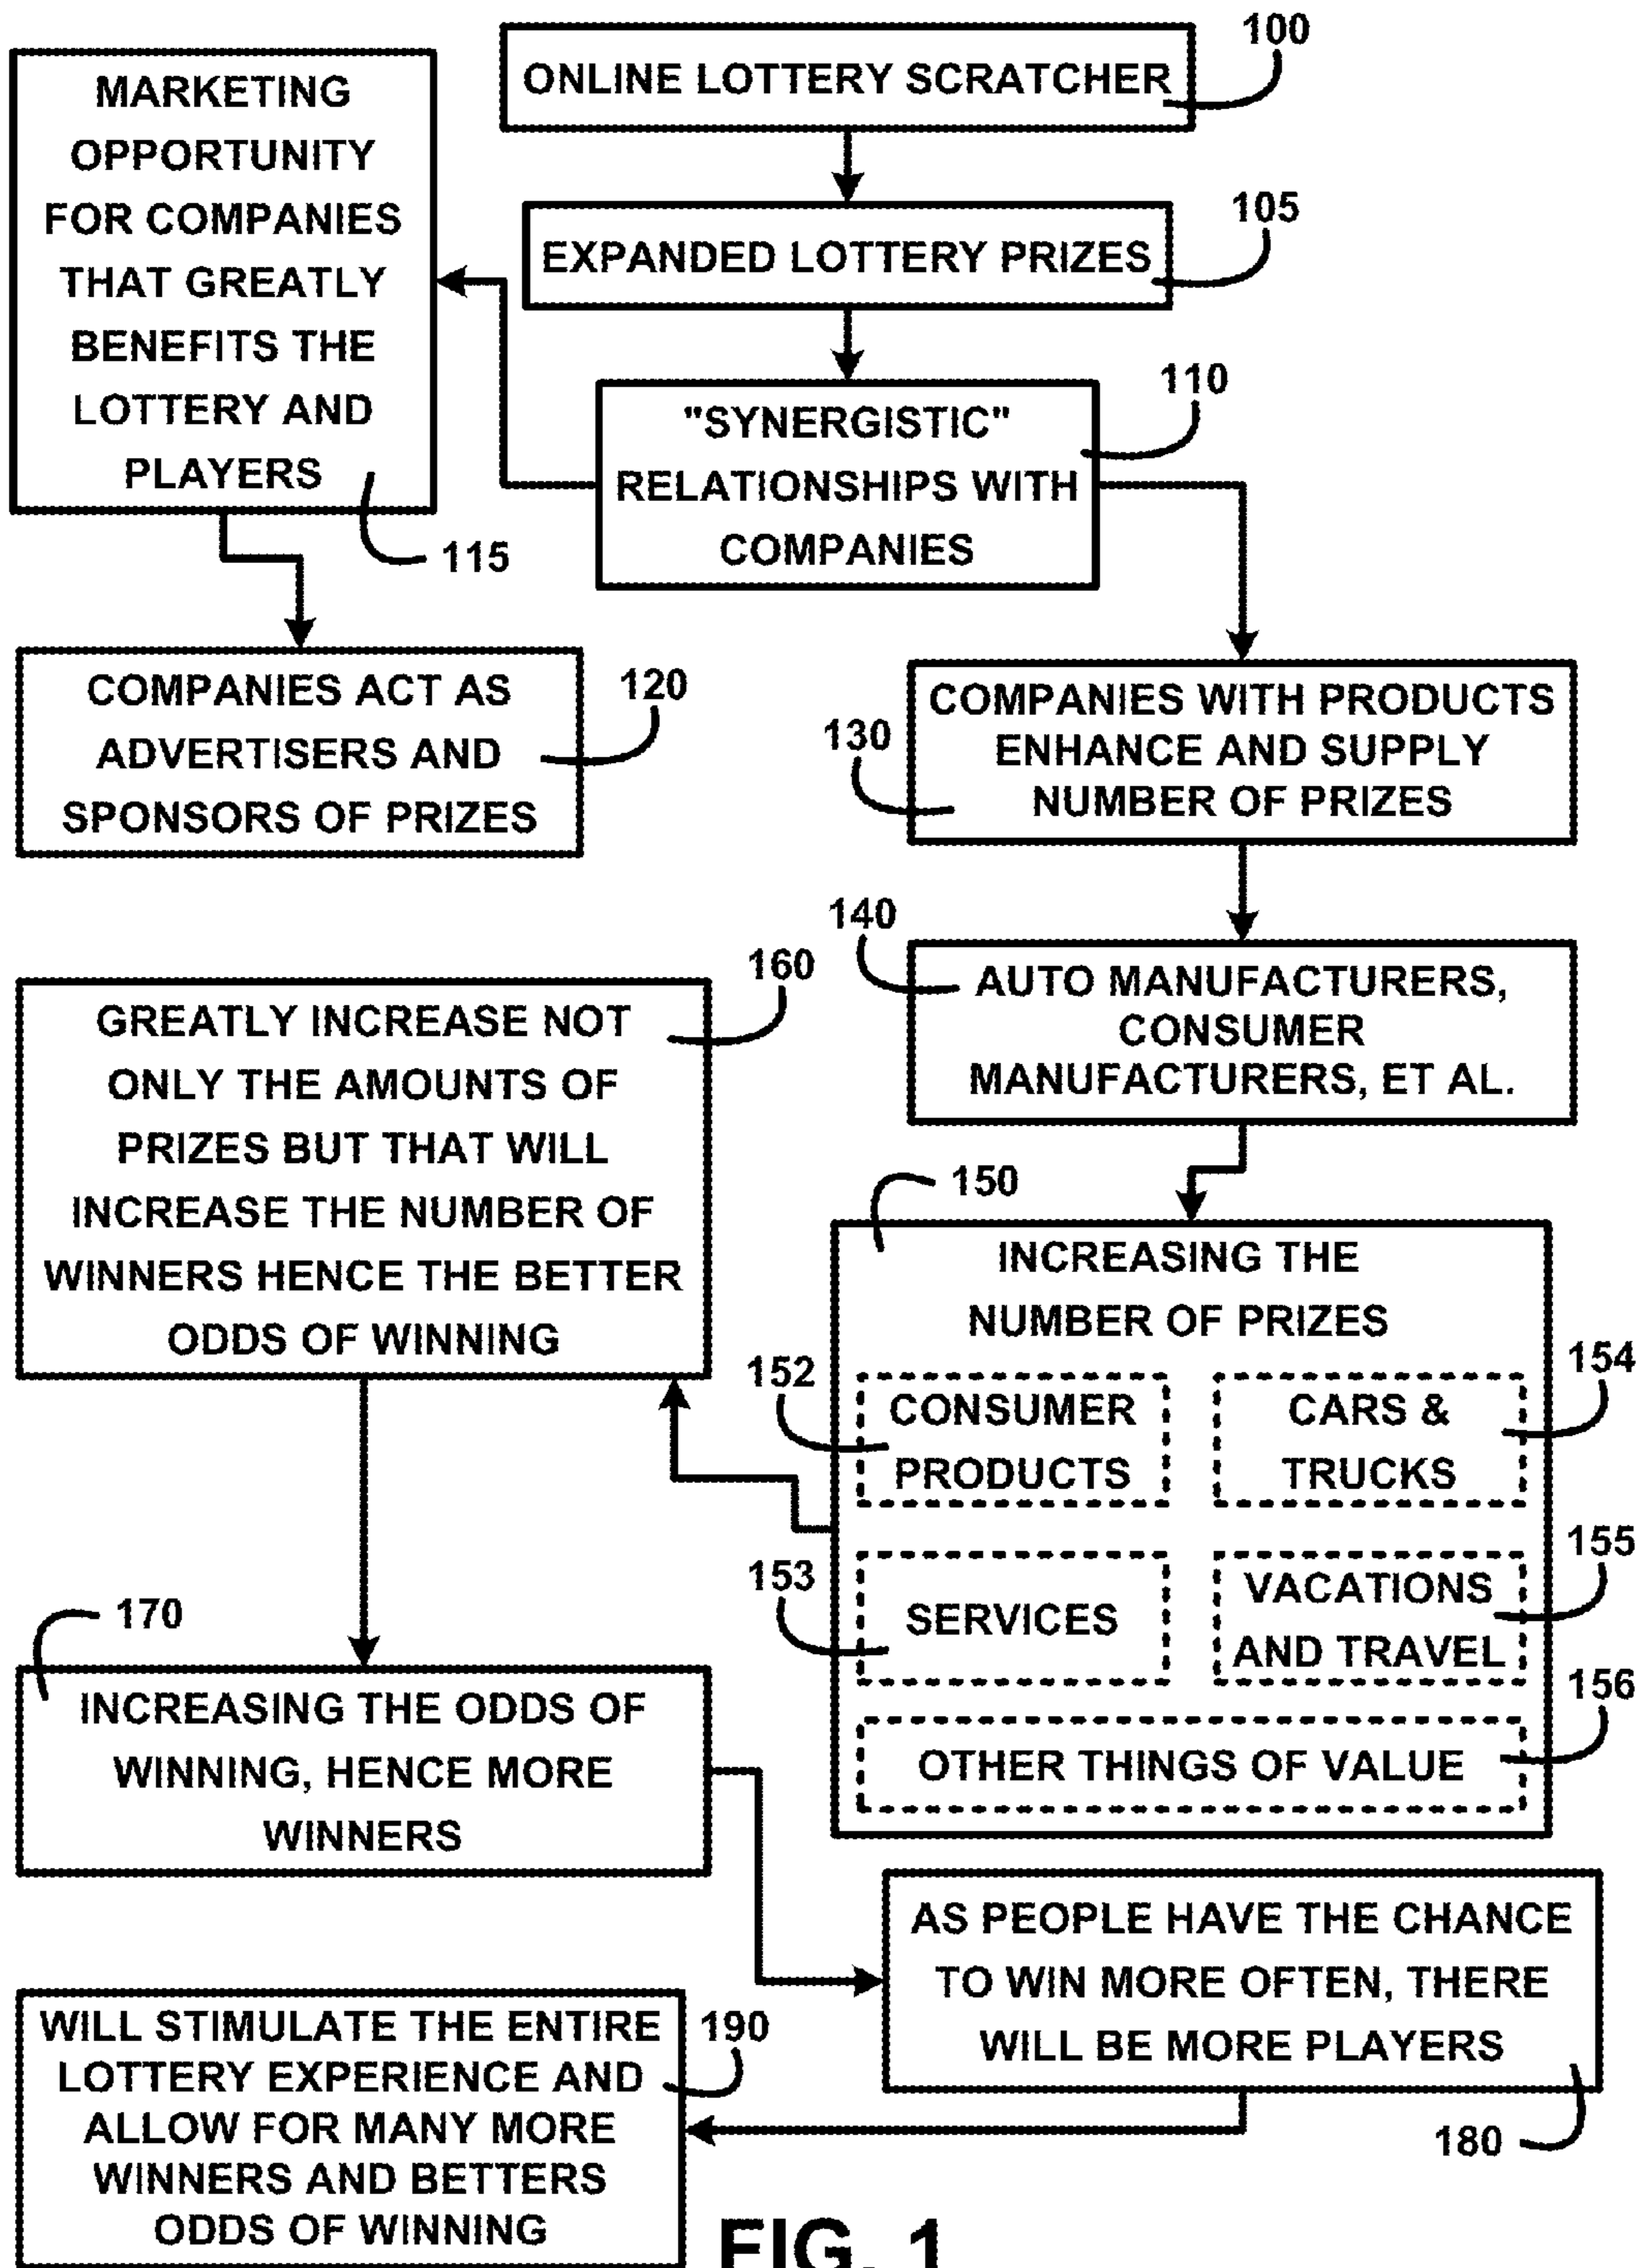 100
ONLINE LOTTERY SCRATCHER
MARKETING
OPPORTUNITY
FOR COMPANIES
THAT GREATLY
BENEFITS THE
LOTTERY AND
PLAYERS
115
105
EXPANDED LOTTERY PRIZES
110
"SYNERGISTIC"
RELATIONSHIPS WITH
COMPANIES
COMPANIES ACT AS
ADVERTISERS AND
SPONSORS OF PRIZES
120
130
COMPANIES WITH PRODUCTS
ENHANCE AND SUPPLY
NUMBER OF PRIZES
140
AUTO MANUFACTURERS,
CONSUMER
MANUFACTURERS, ET AL.
160
GREATLY INCREASE NOT
ONLY THE AMOUNTS OF
PRIZES BUT THAT WILL
INCREASE THE NUMBER OF
WINNERS HENCE THE BETTER
ODDS OF WINNING
150
INCREASING THE
NUMBER OF PRIZES
152
CONSUMER
PRODUCTS
154
CARS &
TRUCKS
153
SERVICES
155
VACATIONS
AND TRAVEL
156
OTHER THINGS OF VALUE
170
INCREASING THE ODDS OF
WINNING, HENCE MORE
WINNERS
AS PEOPLE HAVE THE CHANCE
TO WIN MORE OFTEN, THERE
WILL BE MORE PLAYERS
180
WILL STIMULATE THE ENTIRE
LOTTERY EXPERIENCE AND
ALLOW FOR MANY MORE
WINNERS AND BETTERS
ODDS OF WINNING
190
FIG. 1